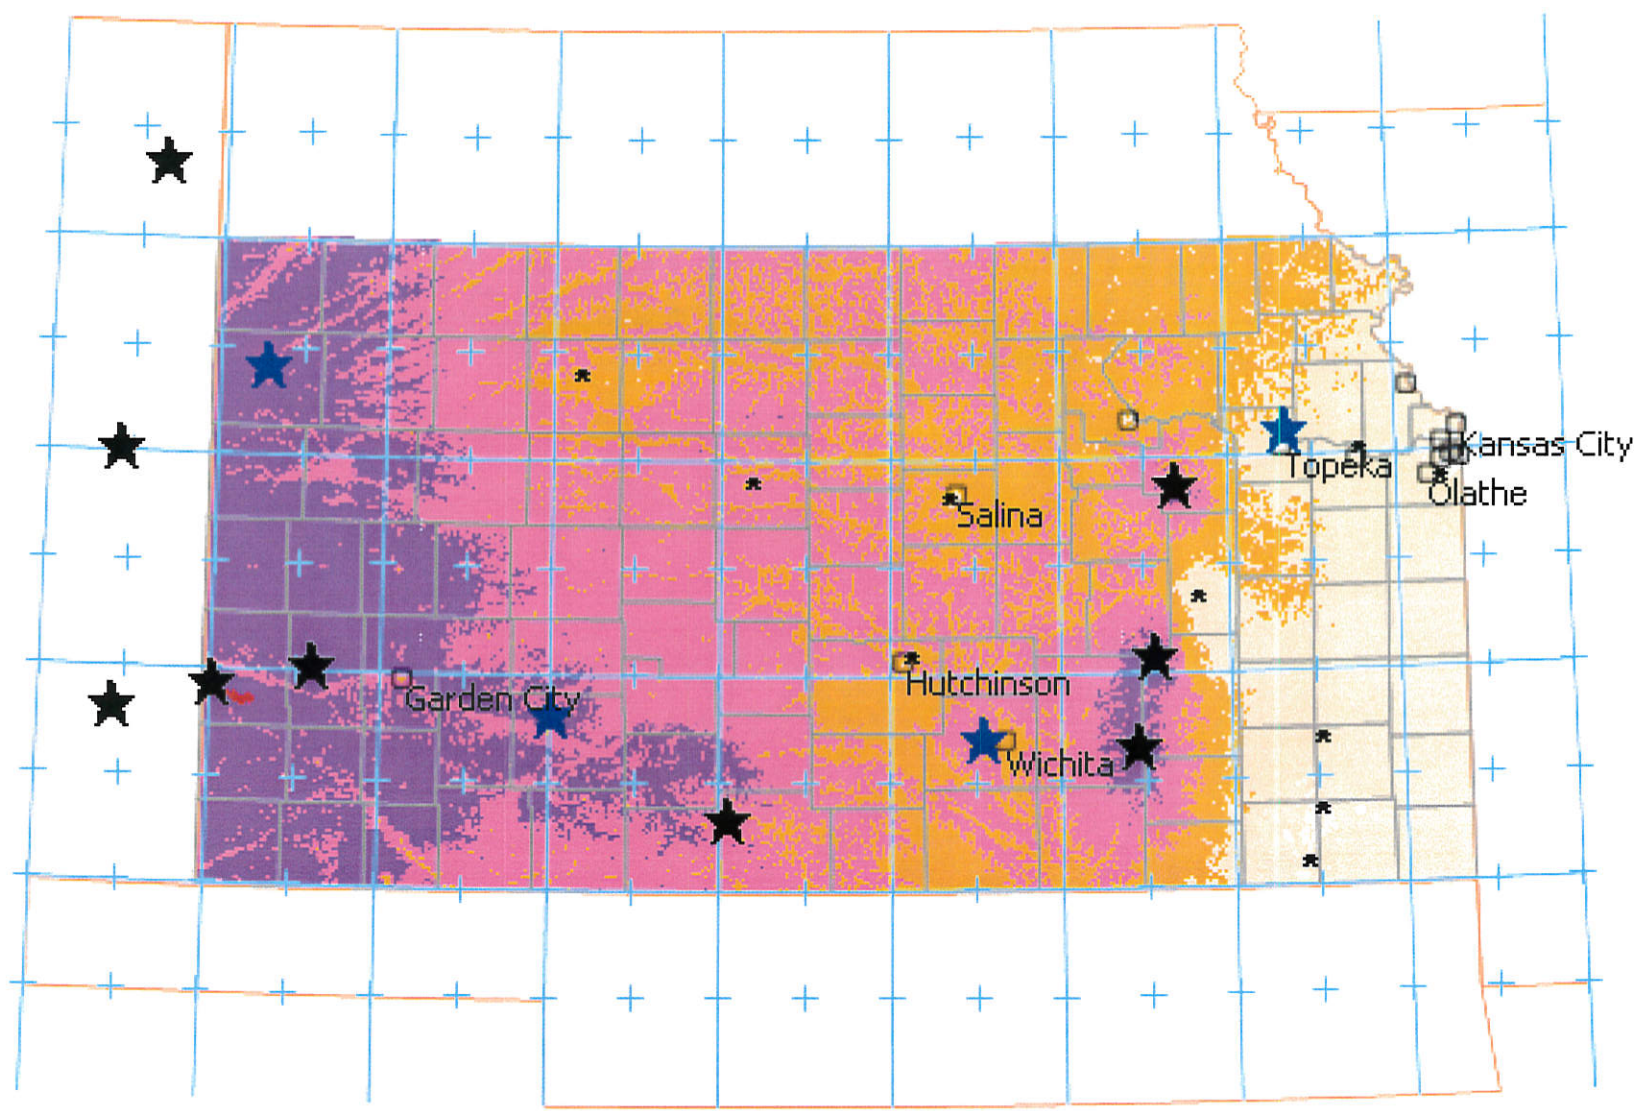 Kansas City
Topeka
Olathe
Salina
Hutchinson
Garden City
Wichita